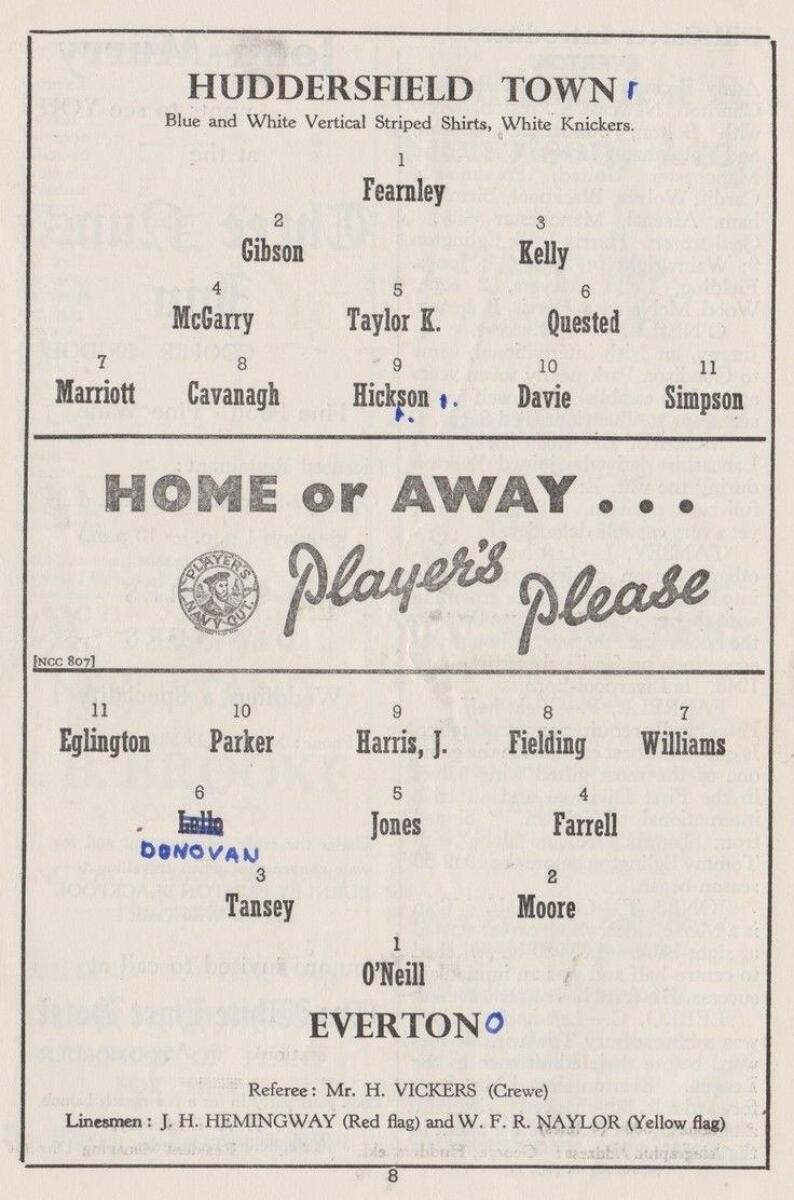 HUDDERSFIELD TOWN
Blue and White Vertical Striped Shirts, White Knickers.
1
Fearnley
2 3
Gibson Kelly
4 5 6
McGarry Taylor K. Quested
7 8 9 10 11
Marriott Cavanagh Hickson Davie Simpson
HOME or AWAY . . .
PLAYER'S NAVY CUT. Player's Please
[NCC 807]
11 10 9 8 7
Eglington Parker Harris, J. Fielding Williams
6 5 4
Lello Jones Farrell
DONOVAN
3 2
Tansey Moore
1
O'Neill
EVERTON 0
Referee: Mr. H. VICKERS (Crewe)
Linesmen: J. H. HEMINGWAY (Red flag) and W. F. R. NAYLOR (Yellow flag)
8